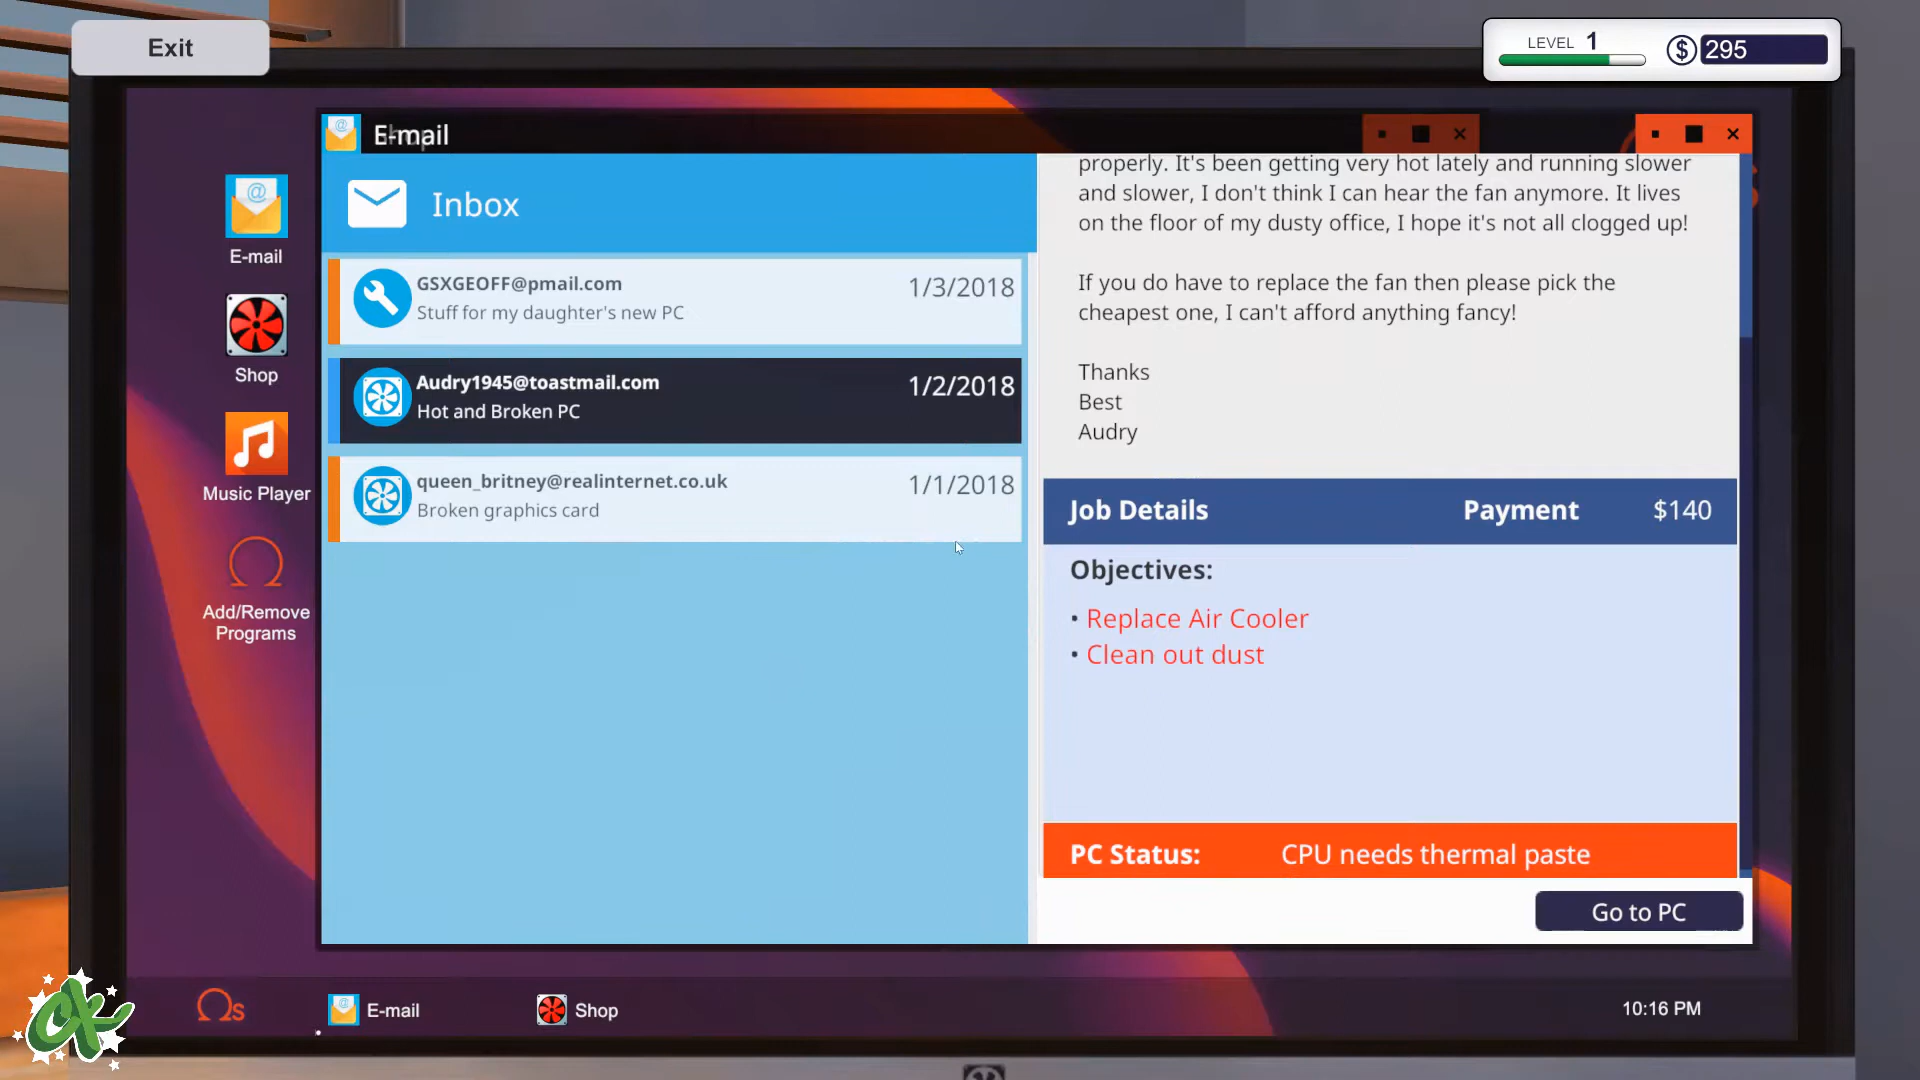 Exit
LEVEL 1
$ 295
E-mail
Inbox
GSXGEOFF@pmail.com
1/3/2018
Stuff for my daughter's new PC
Audry1945@toastmail.com
1/2/2018
Hot and Broken PC
queen_britney@realinternet.co.uk
1/1/2018
Broken graphics card
properly. It's been getting very hot lately and running slower
and slower, I don't think I can hear the fan anymore. It lives
on the floor of my dusty office, I hope it's not all clogged up!
If you do have to replace the fan then please pick the
cheapest one, I can't afford anything fancy!
Thanks
Best
Audry
Job Details
Payment
$140
Objectives:
• Replace Air Cooler
• Clean out dust
PC Status:
CPU needs thermal paste
Go to PC
E-mail
Shop
Music Player
Add/Remove
Programs
Ωs
E-mail
Shop
10:16 PM